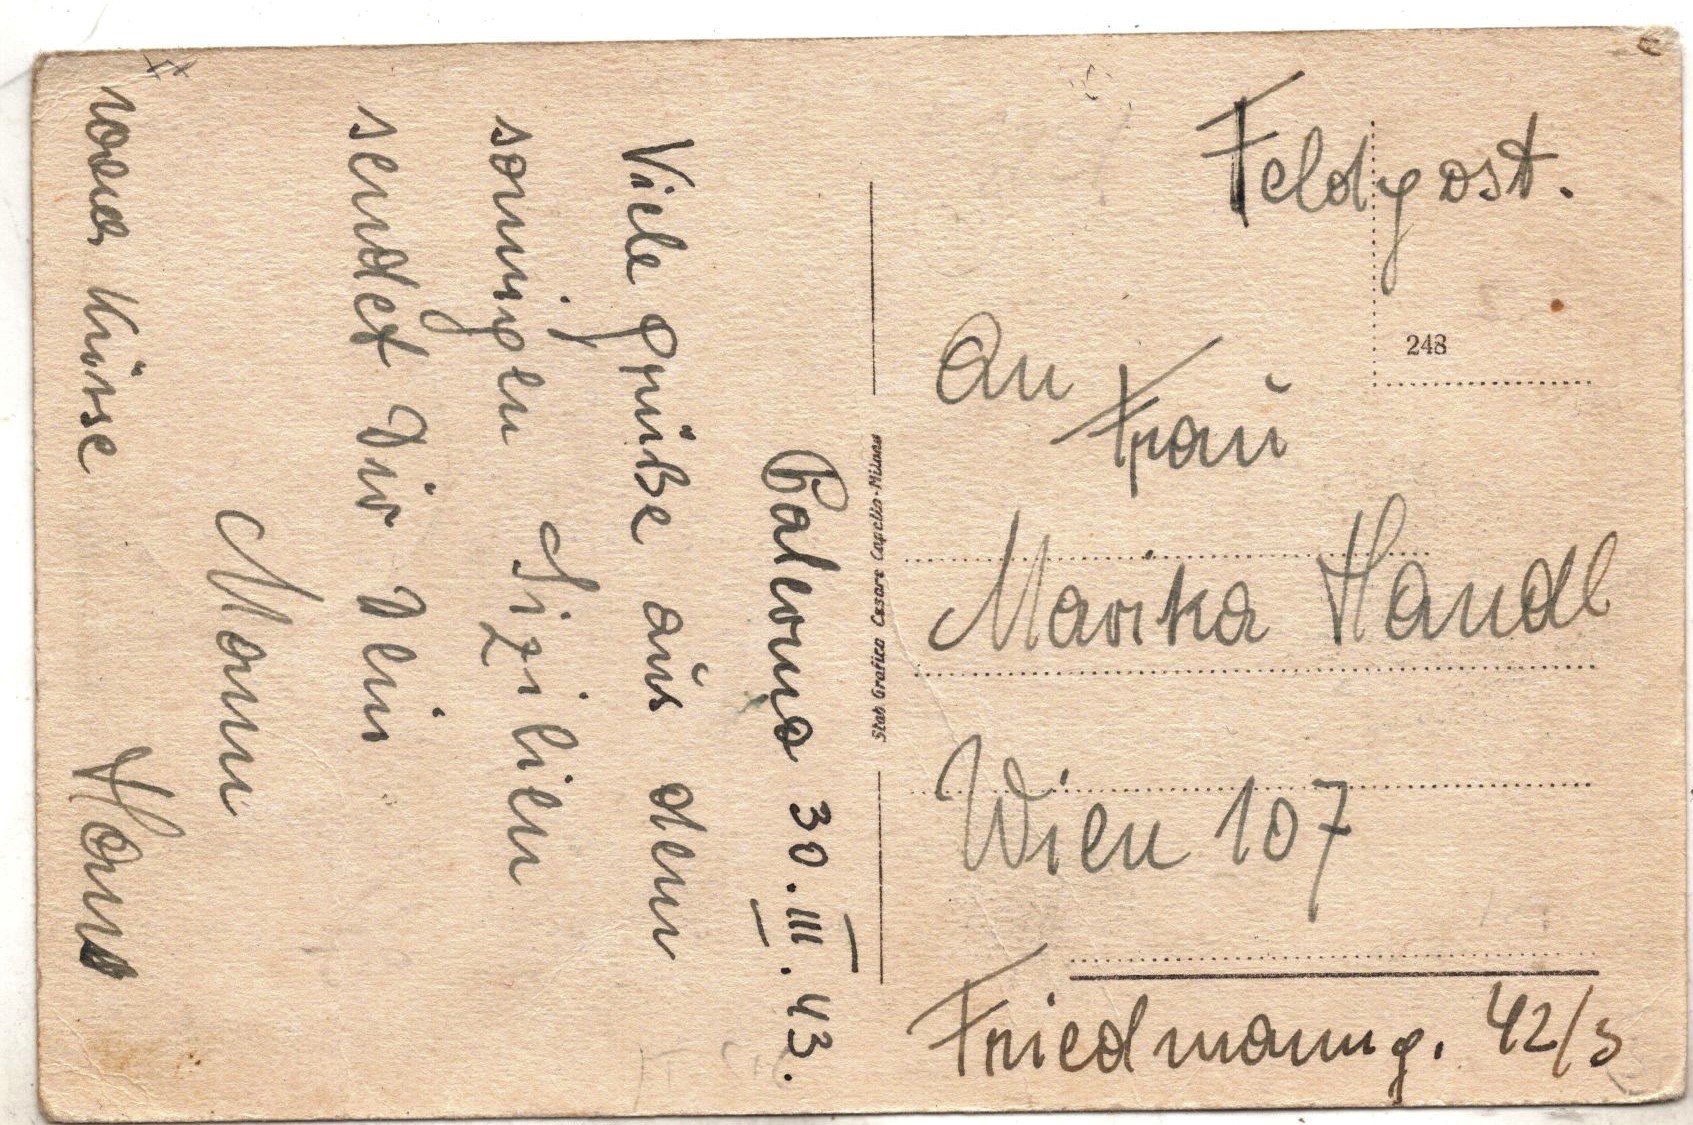 Palermo 30.III.43.
Viele Grüße aus dem
sonnigen Sizilien
sendet Dir Dein
Mann
Küsse Hans
Stab Grafico Cesare Capello-Milano
Feldpost.
248
An
Frau
Marika Handl
Wien 107
Friedmanng. 42/3